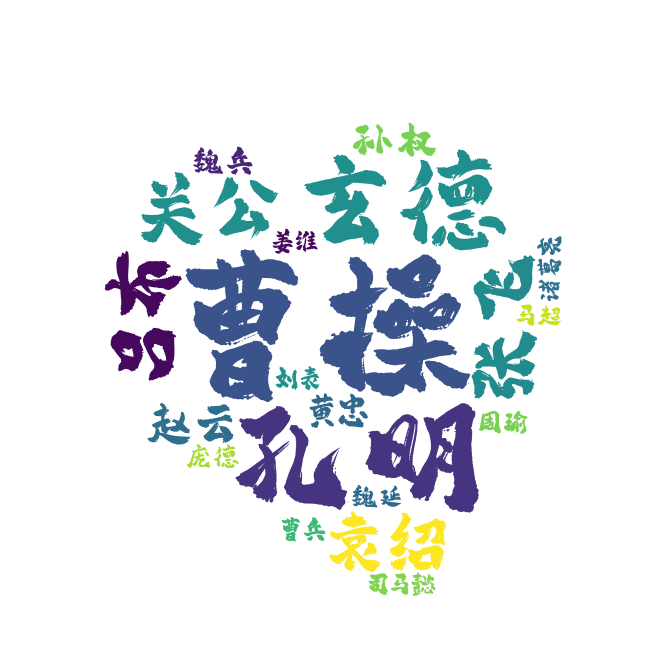 孙权
魏兵
关公
玄德
姜维
诸葛亮
吕布
曹操
张飞
马超
刘表
黄忠
赵云
孔明
周瑜
庞德
魏延
曹兵
袁绍
司马懿